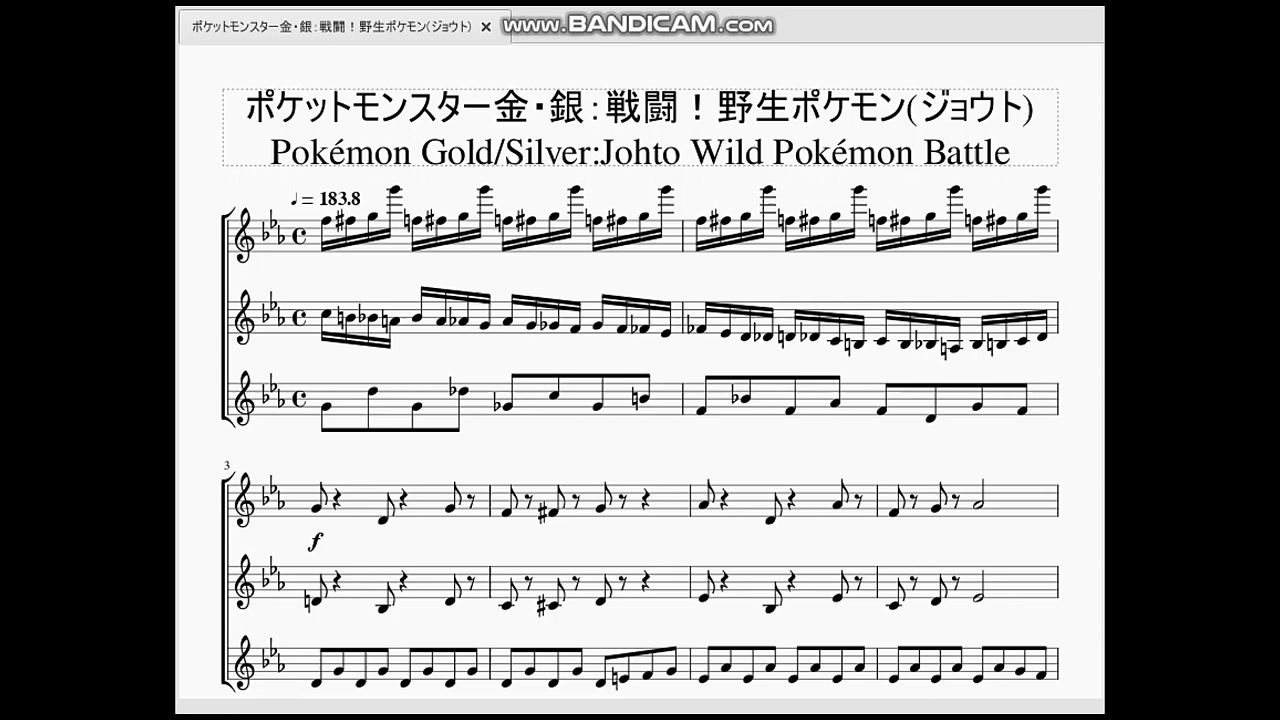 ポケットモンスター金・銀:戦闘!野生ポケモン(ジョウト) ×
www.BANDICAM.com
ポケットモンスター金・銀:戦闘!野生ポケモン(ジョウト)
Pokémon Gold/Silver:Johto Wild Pokémon Battle
♩= 183.8
3
f